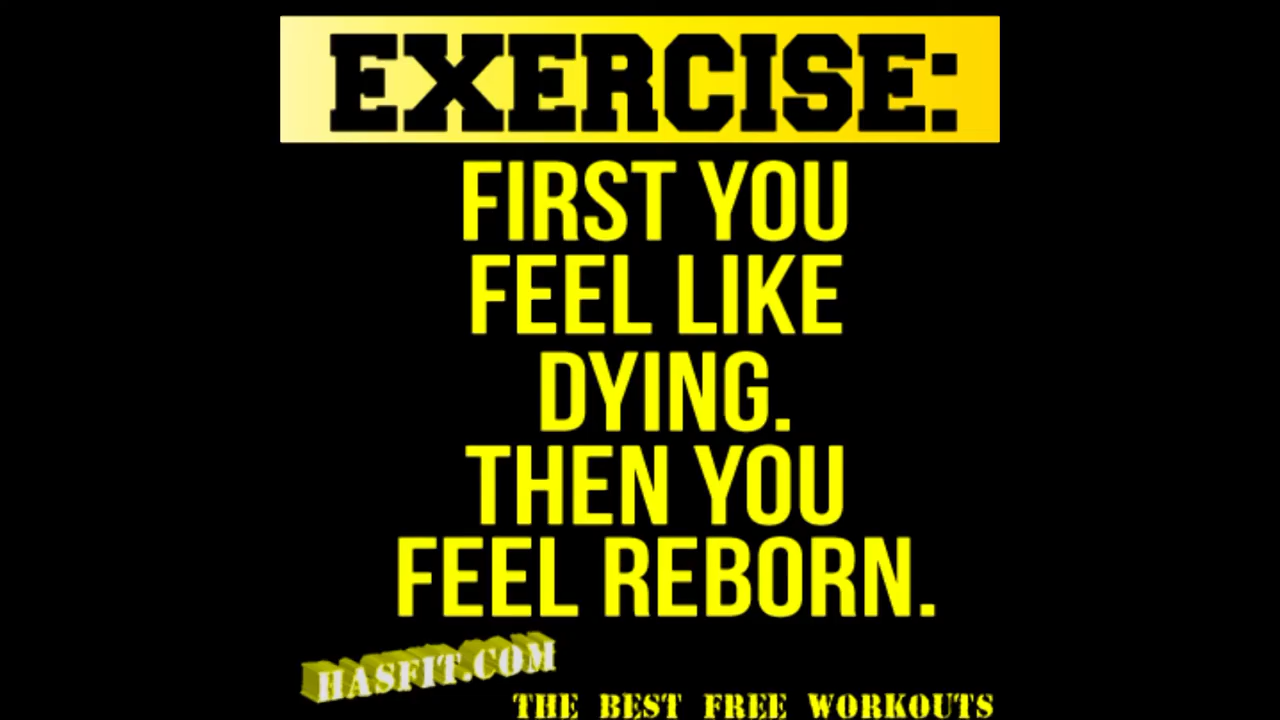 EXERCISE:
FIRST YOU
FEEL LIKE
DYING.
THEN YOU
FEEL REBORN.
HASFIT.COM
THE BEST FREE WORKOUTS